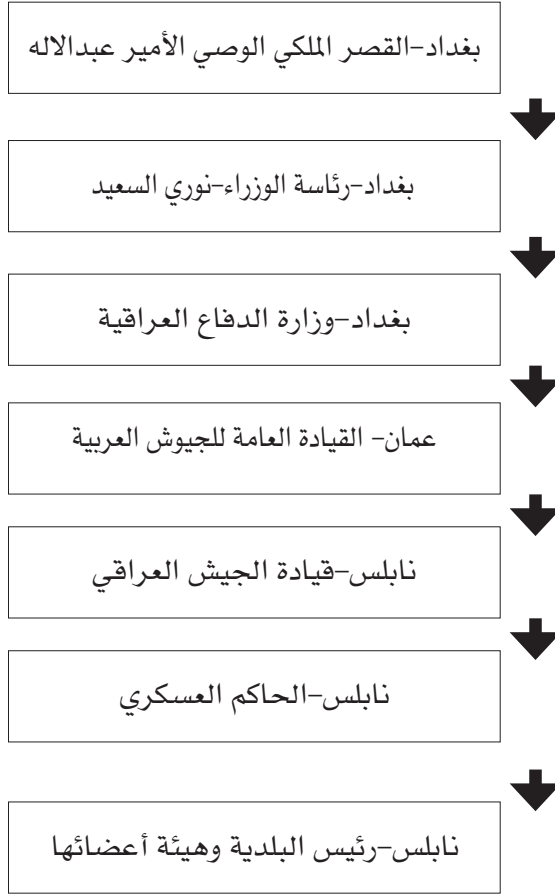 بغداد-القصر الملكي الوصي الأمير عبدالاله
بغداد-رئاسة الوزراء-نوري السعيد
بغداد-وزارة الدفاع العراقية
عمان- القيادة العامة للجيوش العربية
نابلس-قيادة الجيش العراقي
نابلس-الحاكم العسكري
نابلس-رئيس البلدية وهيئة أعضائها